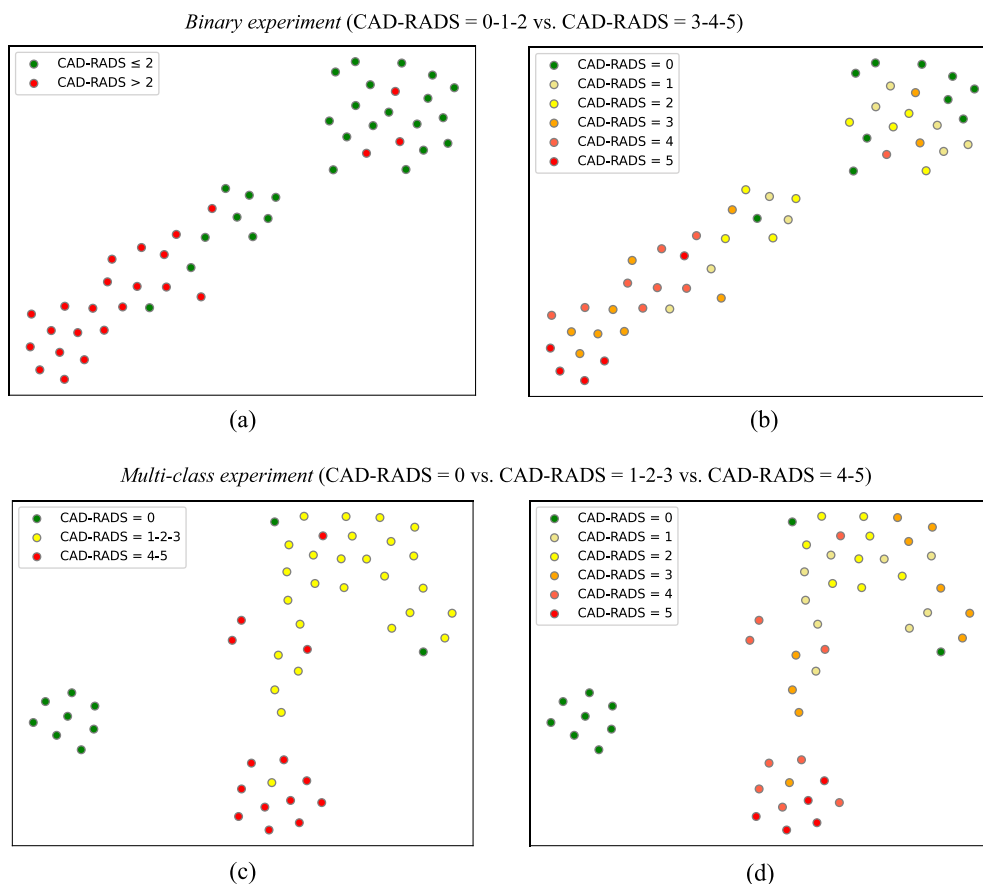 Binary experiment (CAD-RADS = 0-1-2 vs. CAD-RADS = 3-4-5)
CAD-RADS ≤ 2
CAD-RADS > 2
(a)
CAD-RADS = 0
CAD-RADS = 1
CAD-RADS = 2
CAD-RADS = 3
CAD-RADS = 4
CAD-RADS = 5
(b)
Multi-class experiment (CAD-RADS = 0 vs. CAD-RADS = 1-2-3 vs. CAD-RADS = 4-5)
CAD-RADS = 0
CAD-RADS = 1-2-3
CAD-RADS = 4-5
(c)
CAD-RADS = 0
CAD-RADS = 1
CAD-RADS = 2
CAD-RADS = 3
CAD-RADS = 4
CAD-RADS = 5
(d)